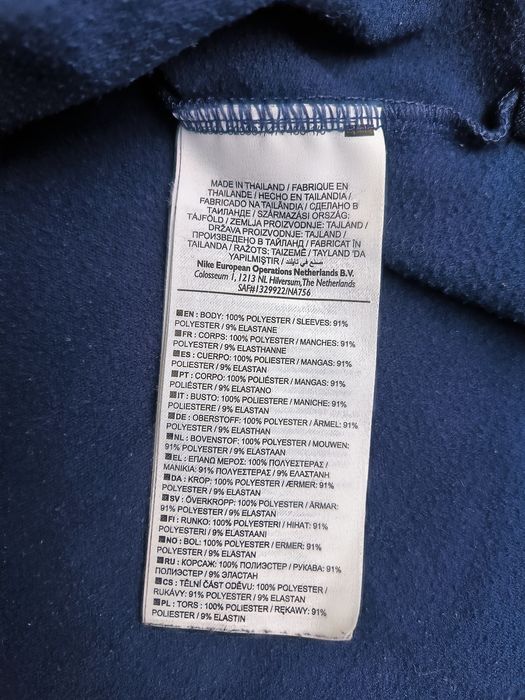 MADE IN THAILAND / FABRIQUE EN
THAILANDE / HECHO EN TAILANDIA /
FABRICADO NA TAILÂNDIA / СДЕЛАНО В
ТАИЛАНДЕ / SZÁRMAZÁSI ORSZÁG:
TÁJFÖLD / ZEMLJA PROIZVODNJE: TAJLAND /
DRŽAVA PROIZVODNJE: TAJLAND /
ПРОИЗВЕДЕНО В ТАЙЛАНД / FABRICAT ÎN
TAILANDA / RAŽOTS: TAIZEMĒ / TAYLAND 'DA
YAPILMIŞTIR / صنع في تايلند
Nike European Operations Netherlands B.V.
Colosseum 1, 1213 NL Hilversum, The Netherlands
SAF#1329922/NA756
EN : BODY: 100% POLYESTER / SLEEVES: 91%
POLYESTER / 9% ELASTANE
FR : CORPS: 100% POLYESTER / MANCHES: 91%
POLYESTER / 9% ELASTHANNE
ES : CUERPO: 100% POLIÉSTER / MANGAS: 91%
POLIÉSTER / 9% ELASTAN
PT : CORPO: 100% POLIÉSTER / MANGAS: 91%
POLIÉSTER / 9% ELASTANO
IT : BUSTO: 100% POLIESTERE / MANICHE: 91%
POLIESTERE / 9% ELASTAN
DE : OBERSTOFF: 100% POLYESTER / ÄRMEL: 91%
POLYESTER / 9% ELASTHAN
NL : BOVENSTOF: 100% POLYESTER / MOUWEN:
91% POLYESTER / 9% ELASTAAN
EL : ΕΠΑΝΩ ΜΕΡΟΣ: 100% ΠΟΛΥΕΣΤΕΡΑΣ /
ΜΑΝΙΚΙΑ: 91% ΠΟΛΥΕΣΤΕΡΑΣ / 9% ΕΛΑΣΤΑΝΗ
DA : KROP: 100% POLYESTER / ÆRMER: 91%
POLYESTER / 9% ELASTAN
SV : ÖVERKROPP: 100% POLYESTER / ÄRMAR:
91% POLYESTER / 9% ELASTAN
FI : RUNKO: 100% POLYESTERI / HIHAT: 91%
POLYESTERI / 9% ELASTAANI
NO : BOL: 100% POLYESTER / ERMER: 91%
POLYESTER / 9% ELASTAN
RU : КОРСАЖ: 100% ПОЛИЭСТЕР / РУКАВА: 91%
ПОЛИЭСТЕР / 9% ЭЛАСТАН
CS : TĚLNÍ ČÁST ODĚVU: 100% POLYESTER /
RUKÁVY: 91% POLYESTER / 9% ELASTAN
PL : TORS: 100% POLIESTER / RĘKAWY: 91%
POLIESTER / 9% ELASTIN